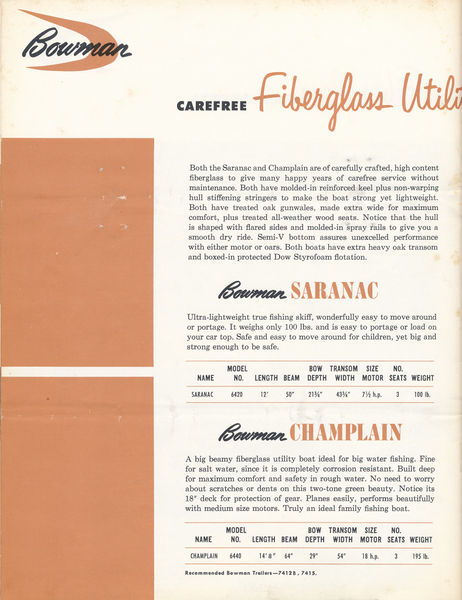 Bowman
CAREFREE Fiberglass Utili
Both the Saranac and Champlain are of carefully crafted, high content
fiberglass to give many happy years of carefree service without
maintenance. Both have molded-in reinforced keel plus non-warping
hull stiffening stringers to make the boat strong yet lightweight.
Both have treated oak gunwales, made extra wide for maximum
comfort, plus treated all-weather wood seats. Notice that the hull
is shaped with flared sides and molded-in spray rails to give you a
smooth dry ride. Semi-V bottom assures unexcelled performance
with either motor or oars. Both boats have extra heavy oak transom
and boxed-in protected Dow Styrofoam flotation.
Bowman SARANAC
Ultra-lightweight true fishing skiff, wonderfully easy to move around
or portage. It weighs only 100 lbs. and is easy to portage or load on
your car top. Safe and easy to move around for children, yet big and
strong enough to be safe.
MODEL BOW TRANSOM SIZE NO.
NAME NO. LENGTH BEAM DEPTH WIDTH MOTOR SEATS WEIGHT
SARANAC 6420 12' 50" 21¾" 43¾" 7½ h.p. 3 100 lb.
Bowman CHAMPLAIN
A big beamy fiberglass utility boat ideal for big water fishing. Fine
for salt water, since it is completely corrosion resistant. Built deep
for maximum comfort and safety in rough water. No need to worry
about scratches or dents on this two-tone green beauty. Notice its
18" deck for protection of gear. Planes easily, performs beautifully
with medium size motors. Truly an ideal family fishing boat.
MODEL BOW TRANSOM SIZE NO.
NAME NO. LENGTH BEAM DEPTH WIDTH MOTOR SEATS WEIGHT
CHAMPLAIN 6440 14' 8" 64" 29" 54" 18 h.p. 3 195 lb.
Recommended Bowman Trailers—7412B, 7415.